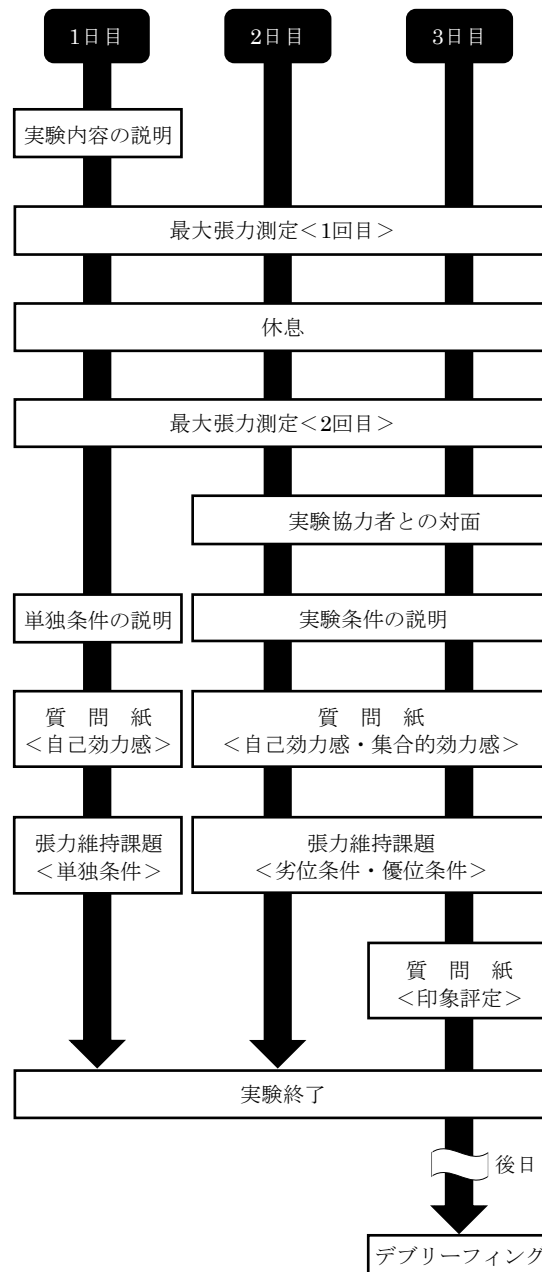 1日目
2日目
3日目
実験内容の説明
最大張力測定<1回目>
休息
最大張力測定<2回目>
実験協力者との対面
単独条件の説明
実験条件の説明
質 問 紙
<自己効力感>
質 問 紙
<自己効力感・集合的効力感>
張力維持課題
<単独条件>
張力維持課題
<劣位条件・優位条件>
質 問 紙
<印象評定>
実験終了
後日
デブリーフィング